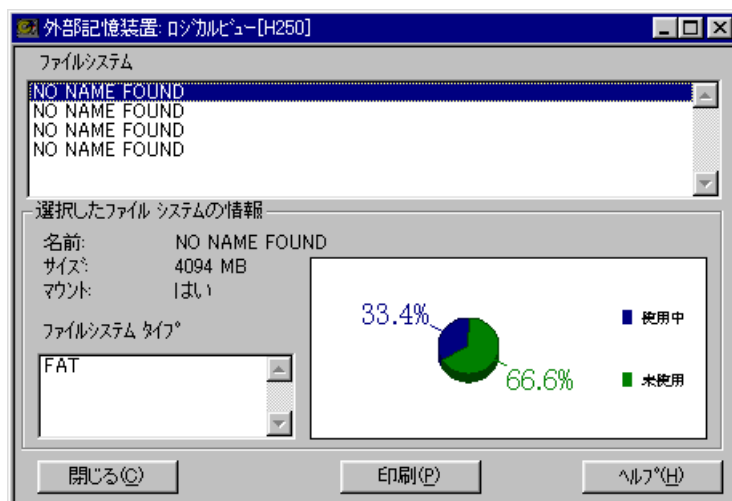 外部記憶装置: ﾛｼﾞｶﾙﾋﾞｭｰ[H250]
ﾌｧｲﾙｼｽﾃﾑ
NO NAME FOUND
NO NAME FOUND
NO NAME FOUND
NO NAME FOUND
選択したﾌｧｲﾙ ｼｽﾃﾑの情報
名前: NO NAME FOUND
ｻｲｽﾞ: 4094 MB
ﾏｳﾝﾄ: はい
ﾌｧｲﾙｼｽﾃﾑ ﾀｲﾌﾟ
FAT
33.4%
66.6%
使用中
未使用
閉じる(C) 印刷(P) ﾍﾙﾌﾟ(H)